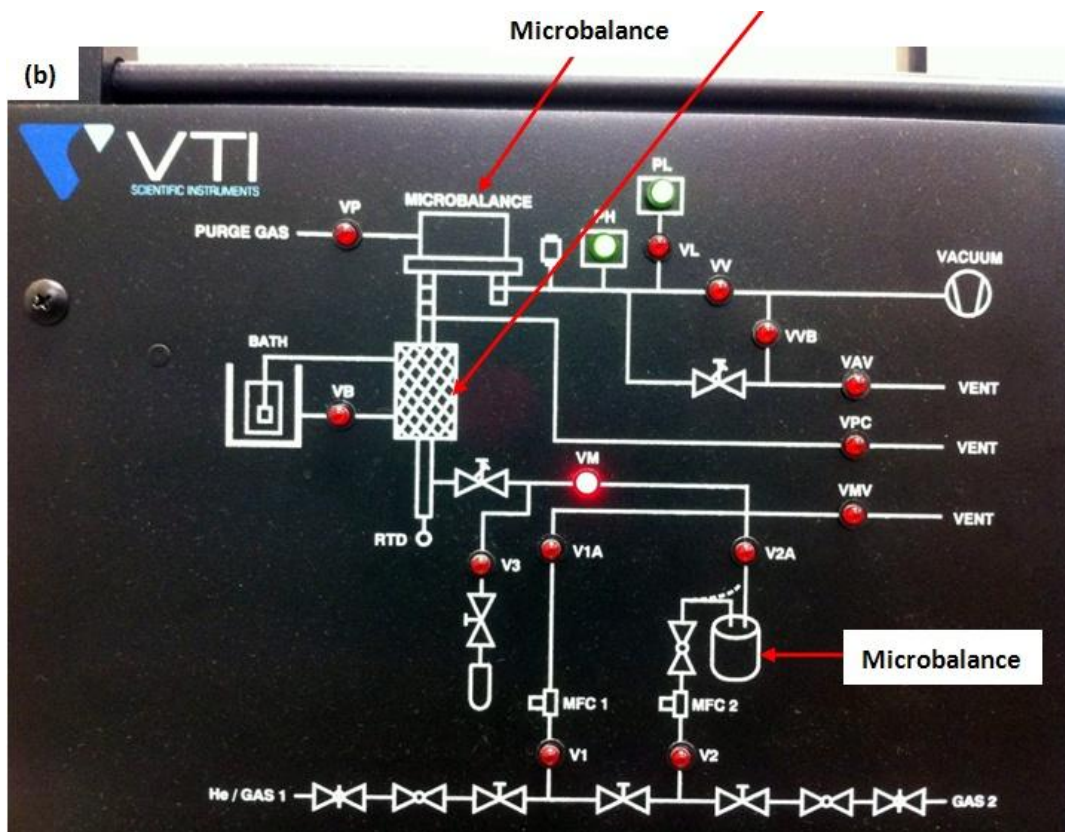 Microbalance
(b)
VTI
SCIENTIFIC INSTRUMENTS
PL
MICROBALANCE
VP
PURGE GAS
PH
VL
VV
VACUUM
VVB
BATH
VAV
VENT
VB
VPC
VENT
VM
VMV
VENT
RTD
V3
V1A
V2A
Microbalance
MFC 1
MFC 2
V1
V2
He / GAS 1
GAS 2